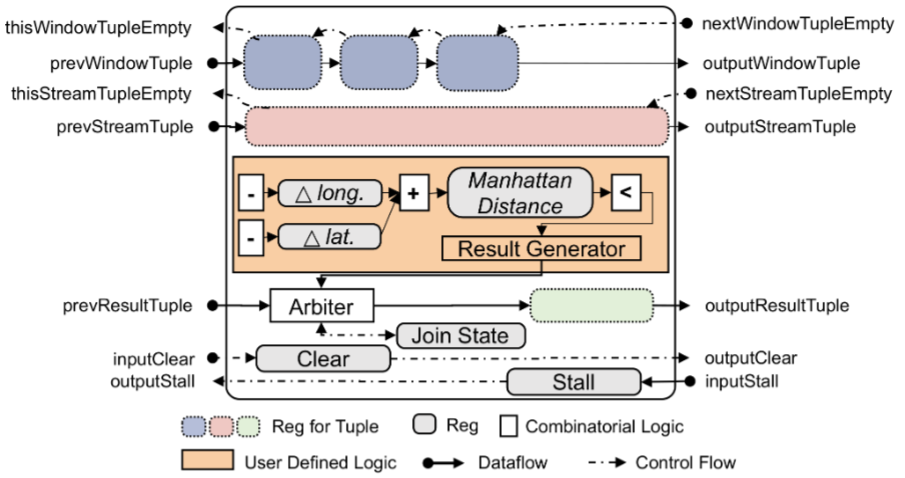 thisWindowTupleEmpty
nextWindowTupleEmpty
prevWindowTuple
outputWindowTuple
thisStreamTupleEmpty
nextStreamTupleEmpty
prevStreamTuple
outputStreamTuple
- △ long. + Manhattan Distance <
- △ lat.
Result Generator
prevResultTuple
Arbiter
outputResultTuple
Join State
inputClear
Clear
outputClear
outputStall
Stall
inputStall
Reg for Tuple
Reg
Combinatorial Logic
User Defined Logic
Dataflow
Control Flow